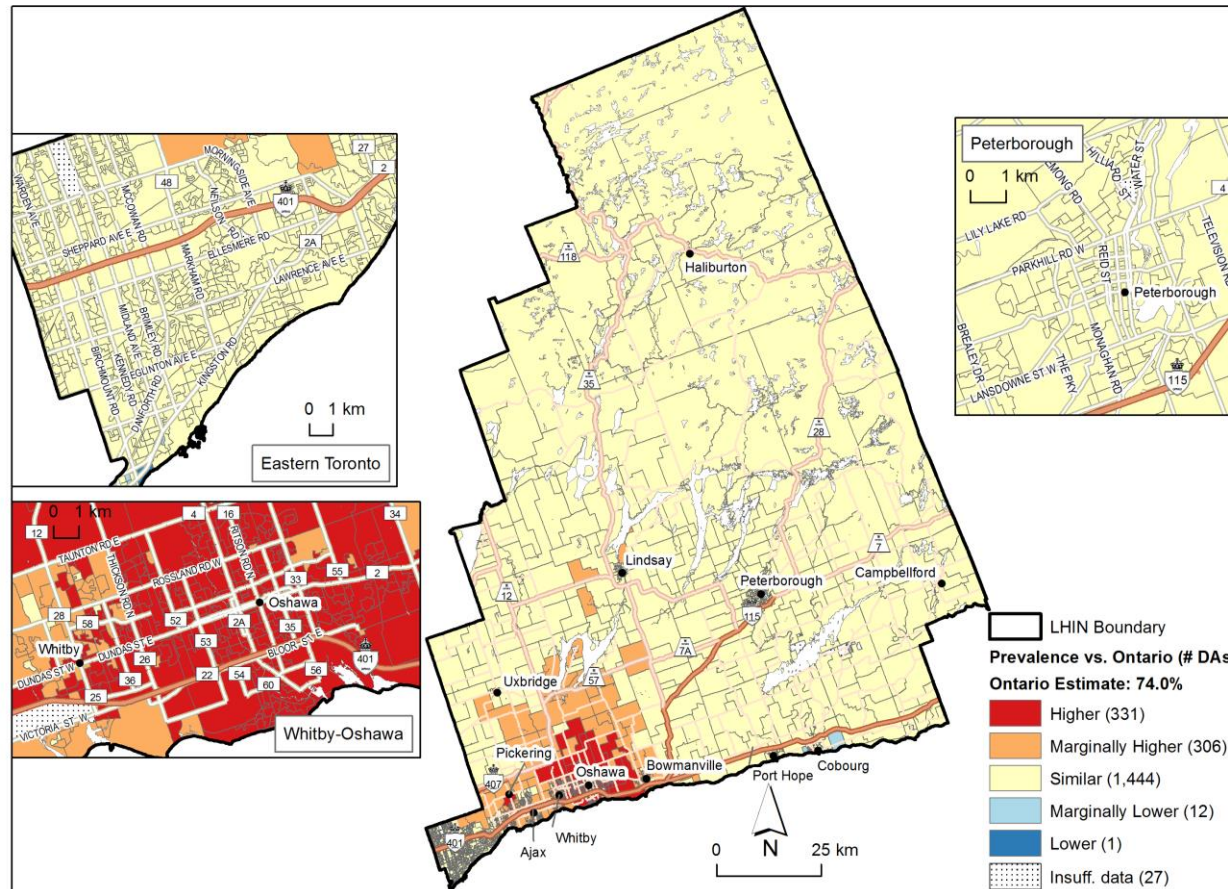 WARDEN AVE
48
MCCOWAN RD
MORNINGSIDE AVE
NEILSON RD
27
2
401
SHEPPARD AVE E
ELLESMERE RD
2A
MARKHAM RD
LAWRENCE AVE E
BRIMLEY RD
MIDLAND AVE
EGLINTON AVE E
KENNEDY RD
BIRCHMOUNT RD
DANFORTH RD
KINGSTON RD
0 1 km
Eastern Toronto
0 1 km
12
4
16
34
TAUNTON RD E
THICKSON RD N
ROSSLAND RD W
RITSON RD N
33
55
2
28
58
52
Oshawa
2A
35
Whitby
DUNDAS ST E
53
BLOOR ST E
DUNDAS ST W
26
36
22
54
60
56
401
25
VICTORIA ST W
Whitby-Oshawa
118
Haliburton
35
28
Lindsay
12
7
Peterborough
Campbellford
115
7A
57
Uxbridge
Pickering
407
Oshawa
Bowmanville
Port Hope
Cobourg
401
Ajax
Whitby
N
0 25 km
Peterborough
0 1 km
HILLIARD ST
WATER ST
EMONG RD
4
LILY LAKE RD
TELEVISION RD
PARKHILL RD W
REID ST
Peterborough
BREALEY DR
MONAGHAN RD
THE PKY
LANSDOWNE ST W
115
LHIN Boundary
Prevalence vs. Ontario (# DAs
Ontario Estimate: 74.0%
Higher (331)
Marginally Higher (306)
Similar (1,444)
Marginally Lower (12)
Lower (1)
Insuff. data (27)